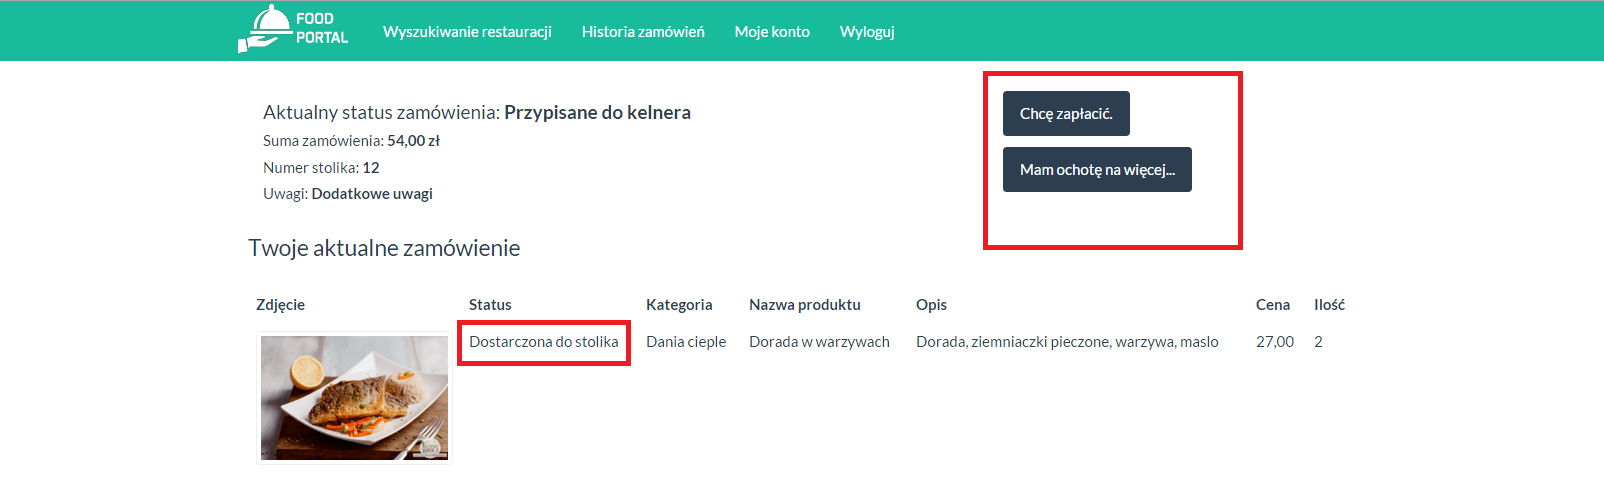 FOOD
PORTAL
Wyszukiwanie restauracji Historia zamówień Moje konto Wyloguj
Aktualny status zamówienia: Przypisane do kelnera
Suma zamówienia: 54,00 zł
Numer stolika: 12
Uwagi: Dodatkowe uwagi
Chcę zapłacić.
Mam ochotę na więcej...
Twoje aktualne zamówienie
Zdjęcie Status Kategoria Nazwa produktu Opis Cena Ilość
Dostarczona do stolika Dania cieple Dorada w warzywach Dorada, ziemniaczki pieczone, warzywa, maslo 27,00 2